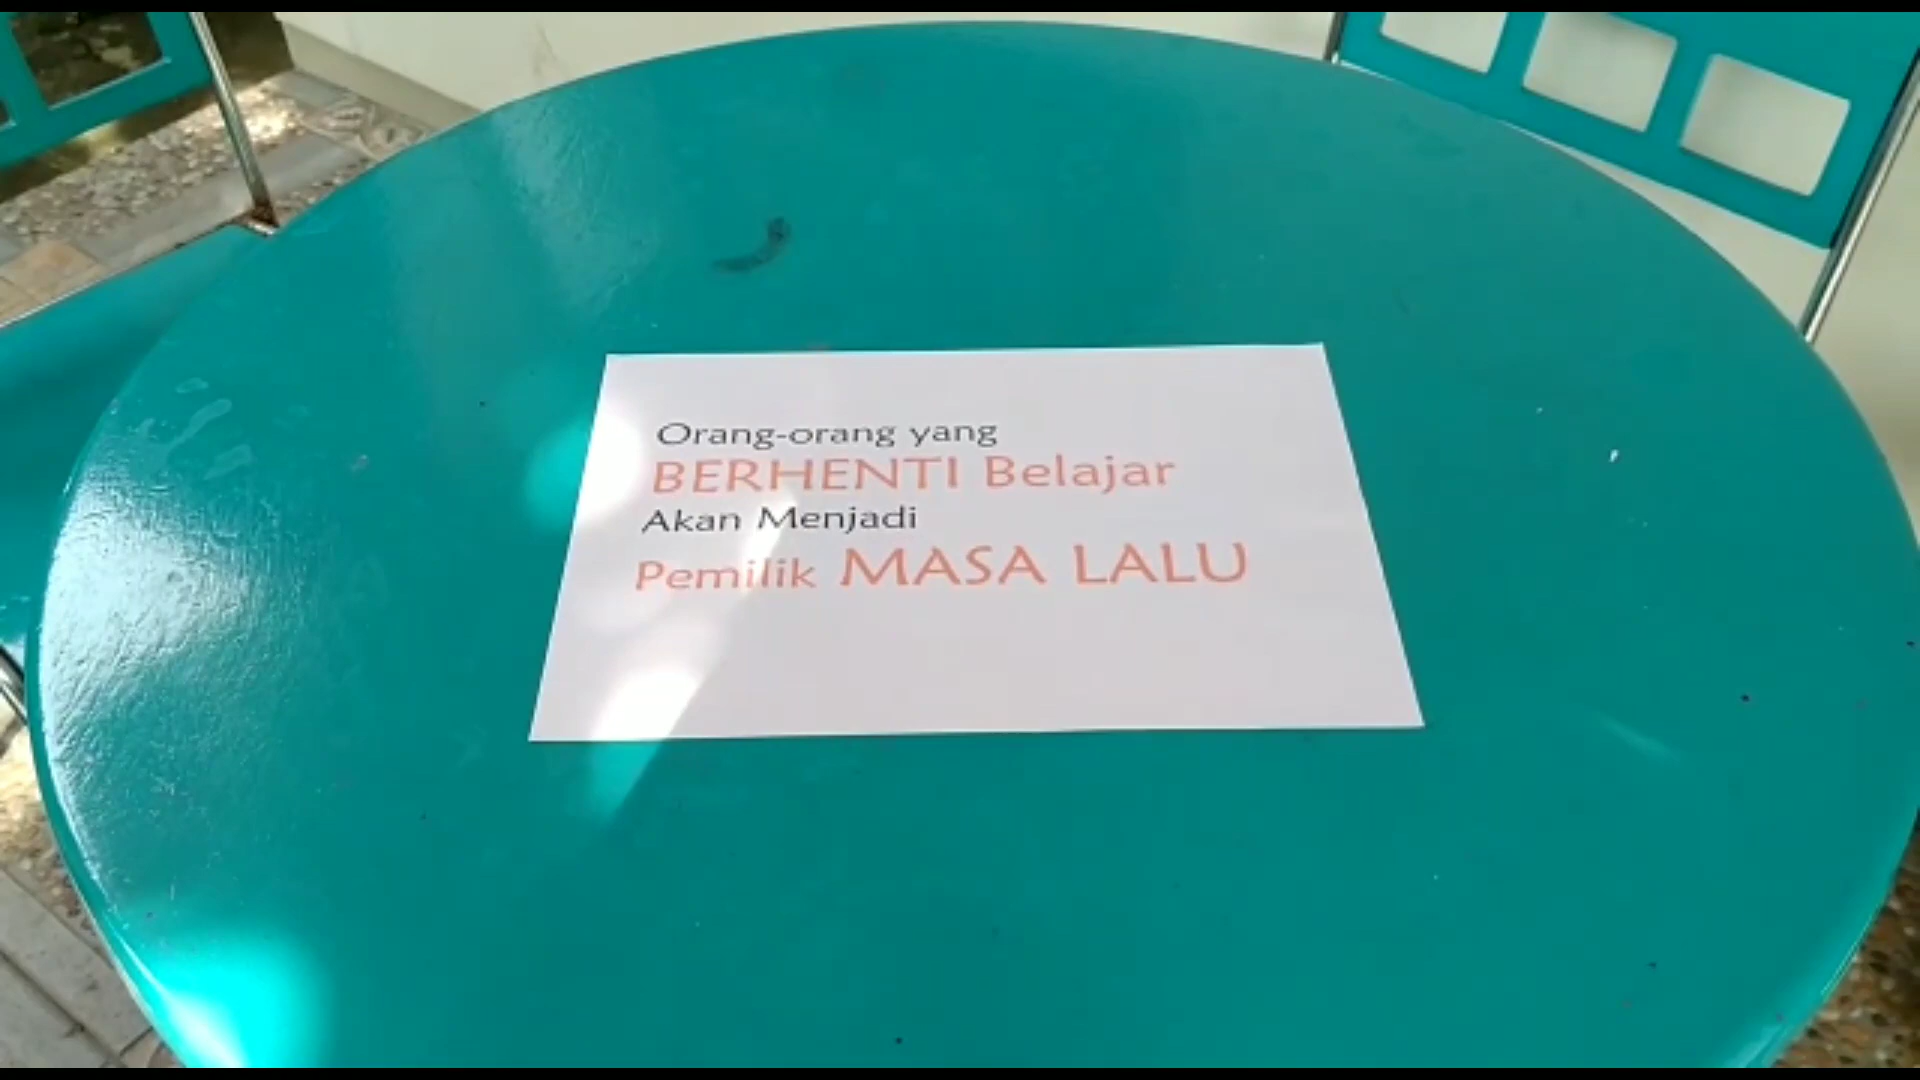 Orang-orang yang
BERHENTI Belajar
Akan Menjadi
Pemilik MASA LALU